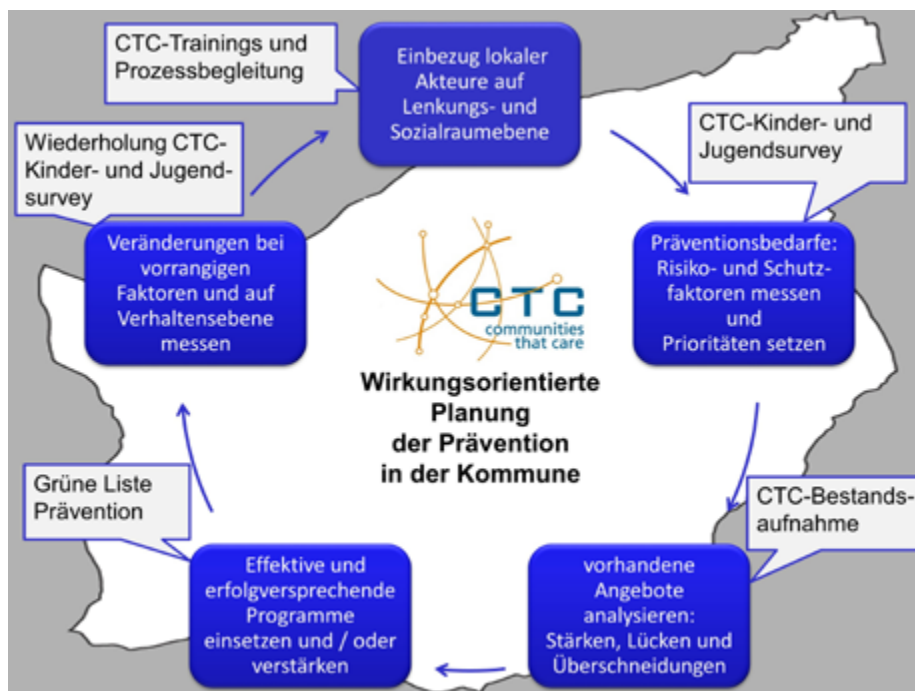 CTC-Trainings und
Prozessbegleitung
Einbezug lokaler
Akteure auf
Lenkungs- und
Sozialraumebene
CTC-Kinder- und
Jugendsurvey
Präventionsbedarfe:
Risiko- und Schutz-
faktoren messen
und
Prioritäten setzen
CTC-Bestands-
aufnahme
vorhandene
Angebote
analysieren:
Stärken, Lücken und
Überschneidungen
Grüne Liste
Prävention
Effektive und
erfolgversprechende
Programme
einsetzen und / oder
verstärken
Wiederholung CTC-
Kinder- und Jugend-
survey
Veränderungen bei
vorrangigen
Faktoren und auf
Verhaltensebene
messen
CTC
communities
that care
Wirkungsorientierte
Planung
der Prävention
in der Kommune